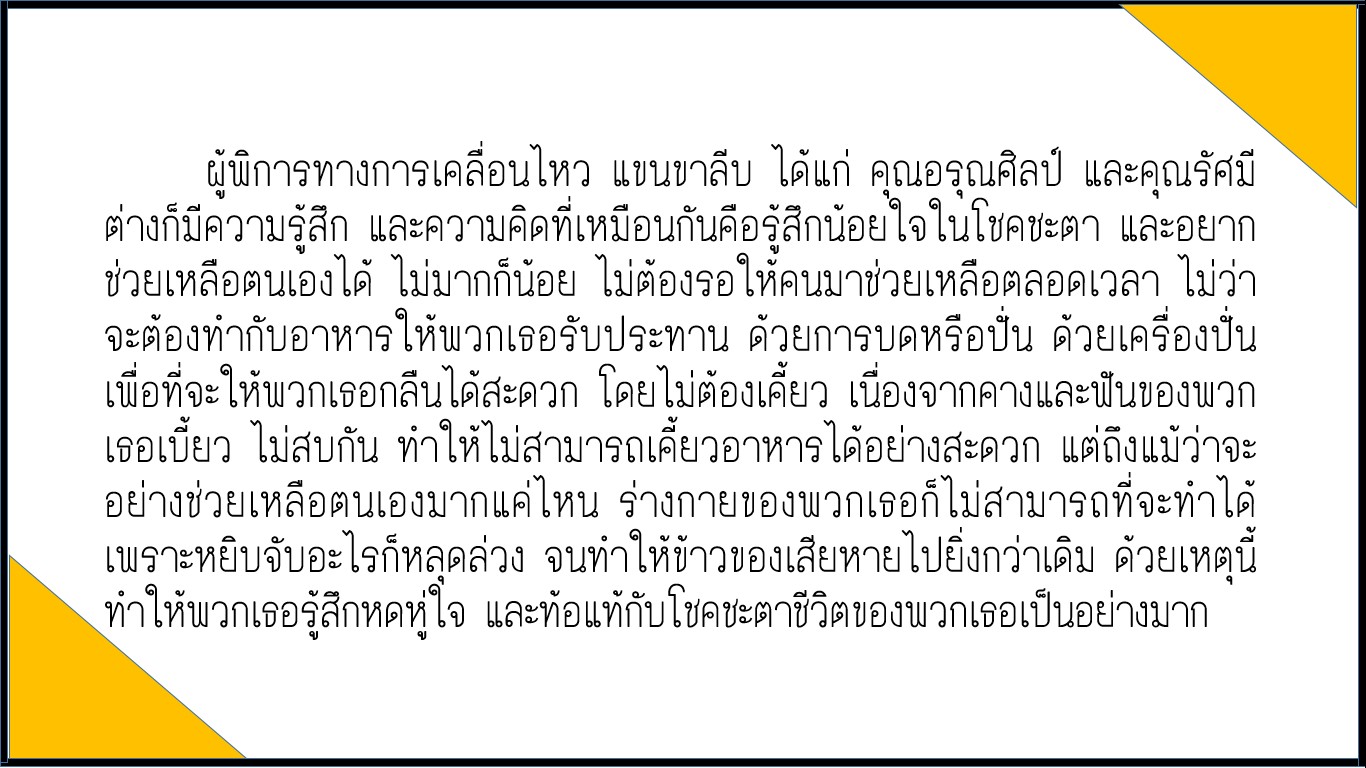 ผู้พิการทางการเคลื่อนไหว แขนขาลีบ ได้แก่ คุณอรุณศิลป์ และคุณรัศมี
ต่างก็มีความรู้สึก และความคิดที่เหมือนกันคือรู้สึกน้อยใจในโชคชะตา และอยาก
ช่วยเหลือตนเองได้ ไม่มากก็น้อย ไม่ต้องรอให้คนมาช่วยเหลือตลอดเวลา ไม่ว่า
จะต้องทำกับอาหารให้พวกเธอรับประทาน ด้วยการบดหรือปั่น ด้วยเครื่องปั่น
เพื่อที่จะให้พวกเธอกลืนได้สะดวก โดยไม่ต้องเคี้ยว เนื่องจากคางและฟันของพวก
เธอเบี้ยว ไม่สบกัน ทำให้ไม่สามารถเคี้ยวอาหารได้อย่างสะดวก แต่ถึงแม้ว่าจะ
อย่างช่วยเหลือตนเองมากแค่ไหน ร่างกายของพวกเธอก็ไม่สามารถที่จะทำได้
เพราะหยิบจับอะไรก็หลุดล่วง จนทำให้ข้าวของเสียหายไปยิ่งกว่าเดิม ด้วยเหตุนี้
ทำให้พวกเธอรู้สึกหดหู่ใจ และท้อแท้กับโชคชะตาชีวิตของพวกเธอเป็นอย่างมาก